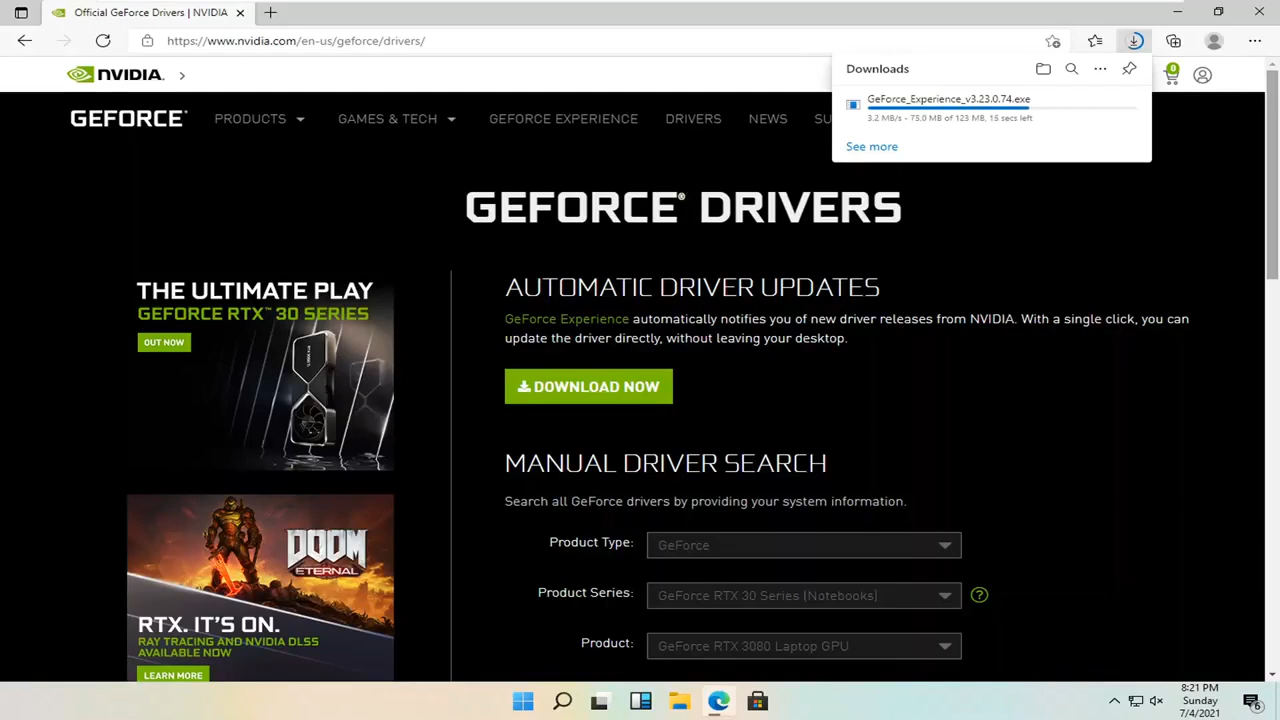 Official GeForce Drivers | NVIDIA
https://www.nvidia.com/en-us/geforce/drivers/
NVIDIA.
0
Downloads
GeForce_Experience_v3.23.0.74.exe
3.2 MB/s - 75.0 MB of 123 MB, 15 secs left
See more
GEFORCE®
PRODUCTS
GAMES & TECH
GEFORCE EXPERIENCE
DRIVERS
NEWS
SU
GEFORCE® DRIVERS
THE ULTIMATE PLAY
GEFORCE RTX™ 30 SERIES
OUT NOW
DOOM
ETERNAL
RTX. IT'S ON.
RAY TRACING AND NVIDIA DLSS
AVAILABLE NOW
LEARN MORE
AUTOMATIC DRIVER UPDATES
GeForce Experience automatically notifies you of new driver releases from NVIDIA. With a single click, you can
update the driver directly, without leaving your desktop.
DOWNLOAD NOW
MANUAL DRIVER SEARCH
Search all GeForce drivers by providing your system information.
Product Type: GeForce
Product Series: GeForce RTX 30 Series (Notebooks) ?
Product: GeForce RTX 3080 Laptop GPU
8:21 PM
Sunday
7/4/2021
6